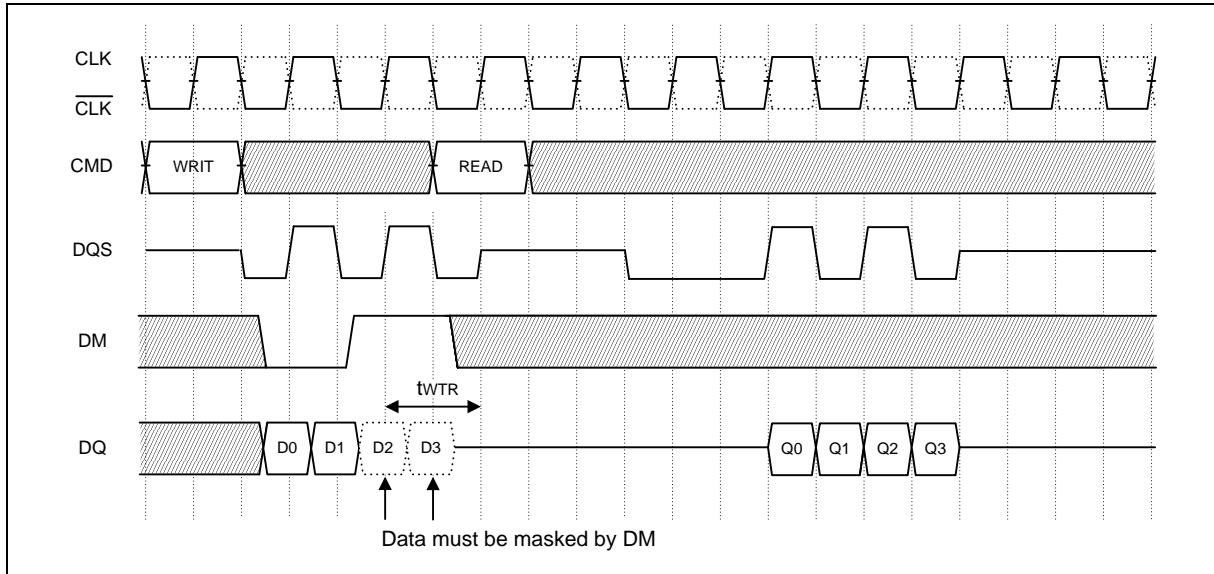 CLK
CLK
CMD WRIT READ
DQS
DM
tWTR
DQ D0 D1 D2 D3 Q0 Q1 Q2 Q3
Data must be masked by DM